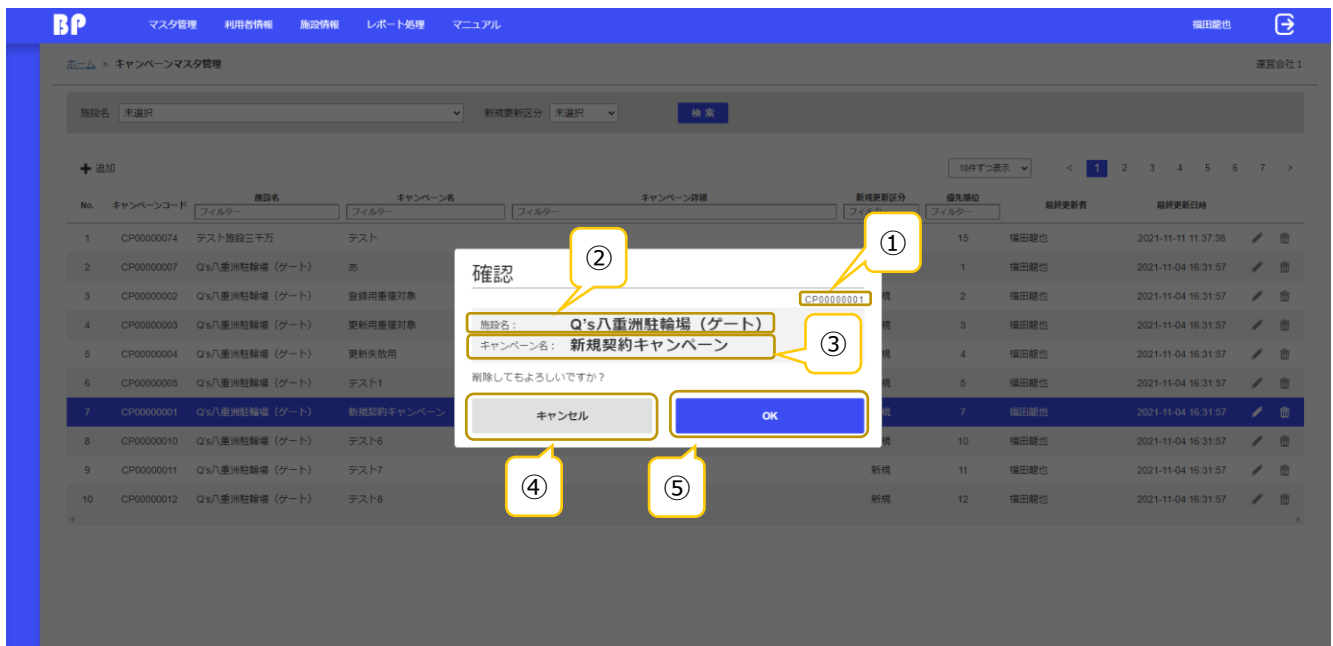 BP マスタ管理 利用者情報 施設情報 レポート処理 マニュアル 福田龍也
ホーム > キャンペーンマスタ管理 運営会社1
施設名 未選択 新規更新区分 未選択 検索
追加 10件ずつ表示 < 1 2 3 4 5 6 7 >
No. キャンペーンコード 施設名 キャンペーン名 キャンペーン詳細 新規更新区分 優先順位 最終更新者 最終更新日時
フィルター フィルター フィルター フィルター
1 CP00000074 テスト施設三千万 テスト 15 福田龍也 2021-11-11 11:37:38
2 CP00000007 Q's八重洲駐輪場（ゲート） あ 1 福田龍也 2021-11-04 16:31:57
3 CP00000002 Q's八重洲駐輪場（ゲート） 登録用重複対象 規 2 福田龍也 2021-11-04 16:31:57
4 CP00000003 Q's八重洲駐輪場（ゲート） 更新用重複対象 規 3 福田龍也 2021-11-04 16:31:57
5 CP00000004 Q's八重洲駐輪場（ゲート） 更新失敗用 規 4 福田龍也 2021-11-04 16:31:57
6 CP00000005 Q's八重洲駐輪場（ゲート） テスト1 規 5 福田龍也 2021-11-04 16:31:57
7 CP00000001 Q's八重洲駐輪場（ゲート） 新規契約キャンペーン 規 7 福田龍也 2021-11-04 16:31:57
8 CP00000010 Q's八重洲駐輪場（ゲート） テスト6 規 10 福田龍也 2021-11-04 16:31:57
9 CP00000011 Q's八重洲駐輪場（ゲート） テスト7 新規 11 福田龍也 2021-11-04 16:31:57
10 CP00000012 Q's八重洲駐輪場（ゲート） テスト8 新規 12 福田龍也 2021-11-04 16:31:57
確認
②
①
CP00000001
施設名： Q's八重洲駐輪場（ゲート）
キャンペーン名： 新規契約キャンペーン
③
削除してもよろしいですか？
キャンセル OK
④ ⑤